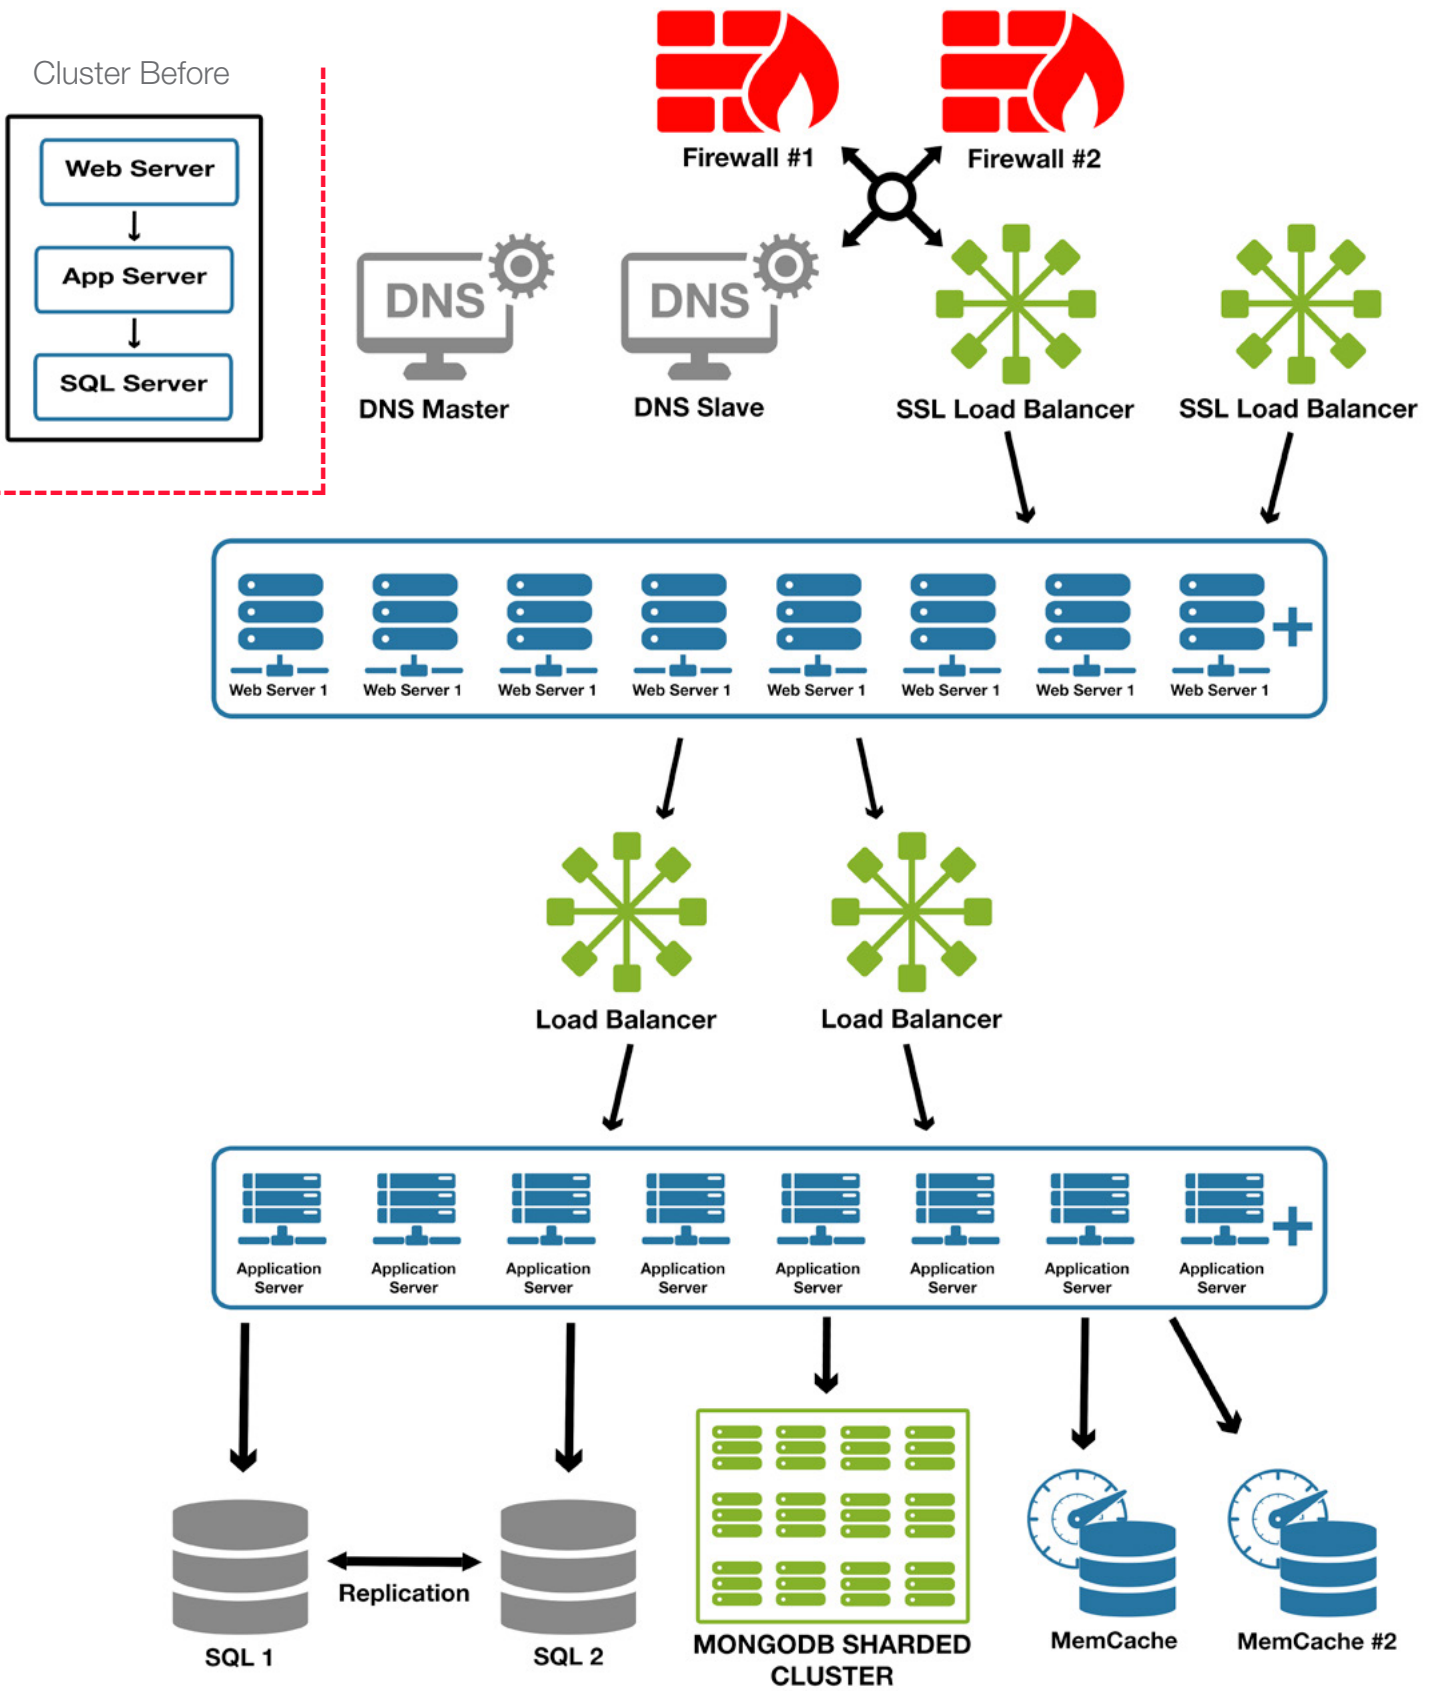 Cluster Before
Web Server
App Server
SQL Server
Firewall #1
Firewall #2
DNS
DNS
DNS Master
DNS Slave
SSL Load Balancer
SSL Load Balancer
Web Server 1
Web Server 1
Web Server 1
Web Server 1
Web Server 1
Web Server 1
Web Server 1
Web Server 1
+
Load Balancer
Load Balancer
Application
Server
Application
Server
Application
Server
Application
Server
Application
Server
Application
Server
Application
Server
Application
Server
+
Replication
SQL 1
SQL 2
MONGODB SHARDED
CLUSTER
MemCache
MemCache #2